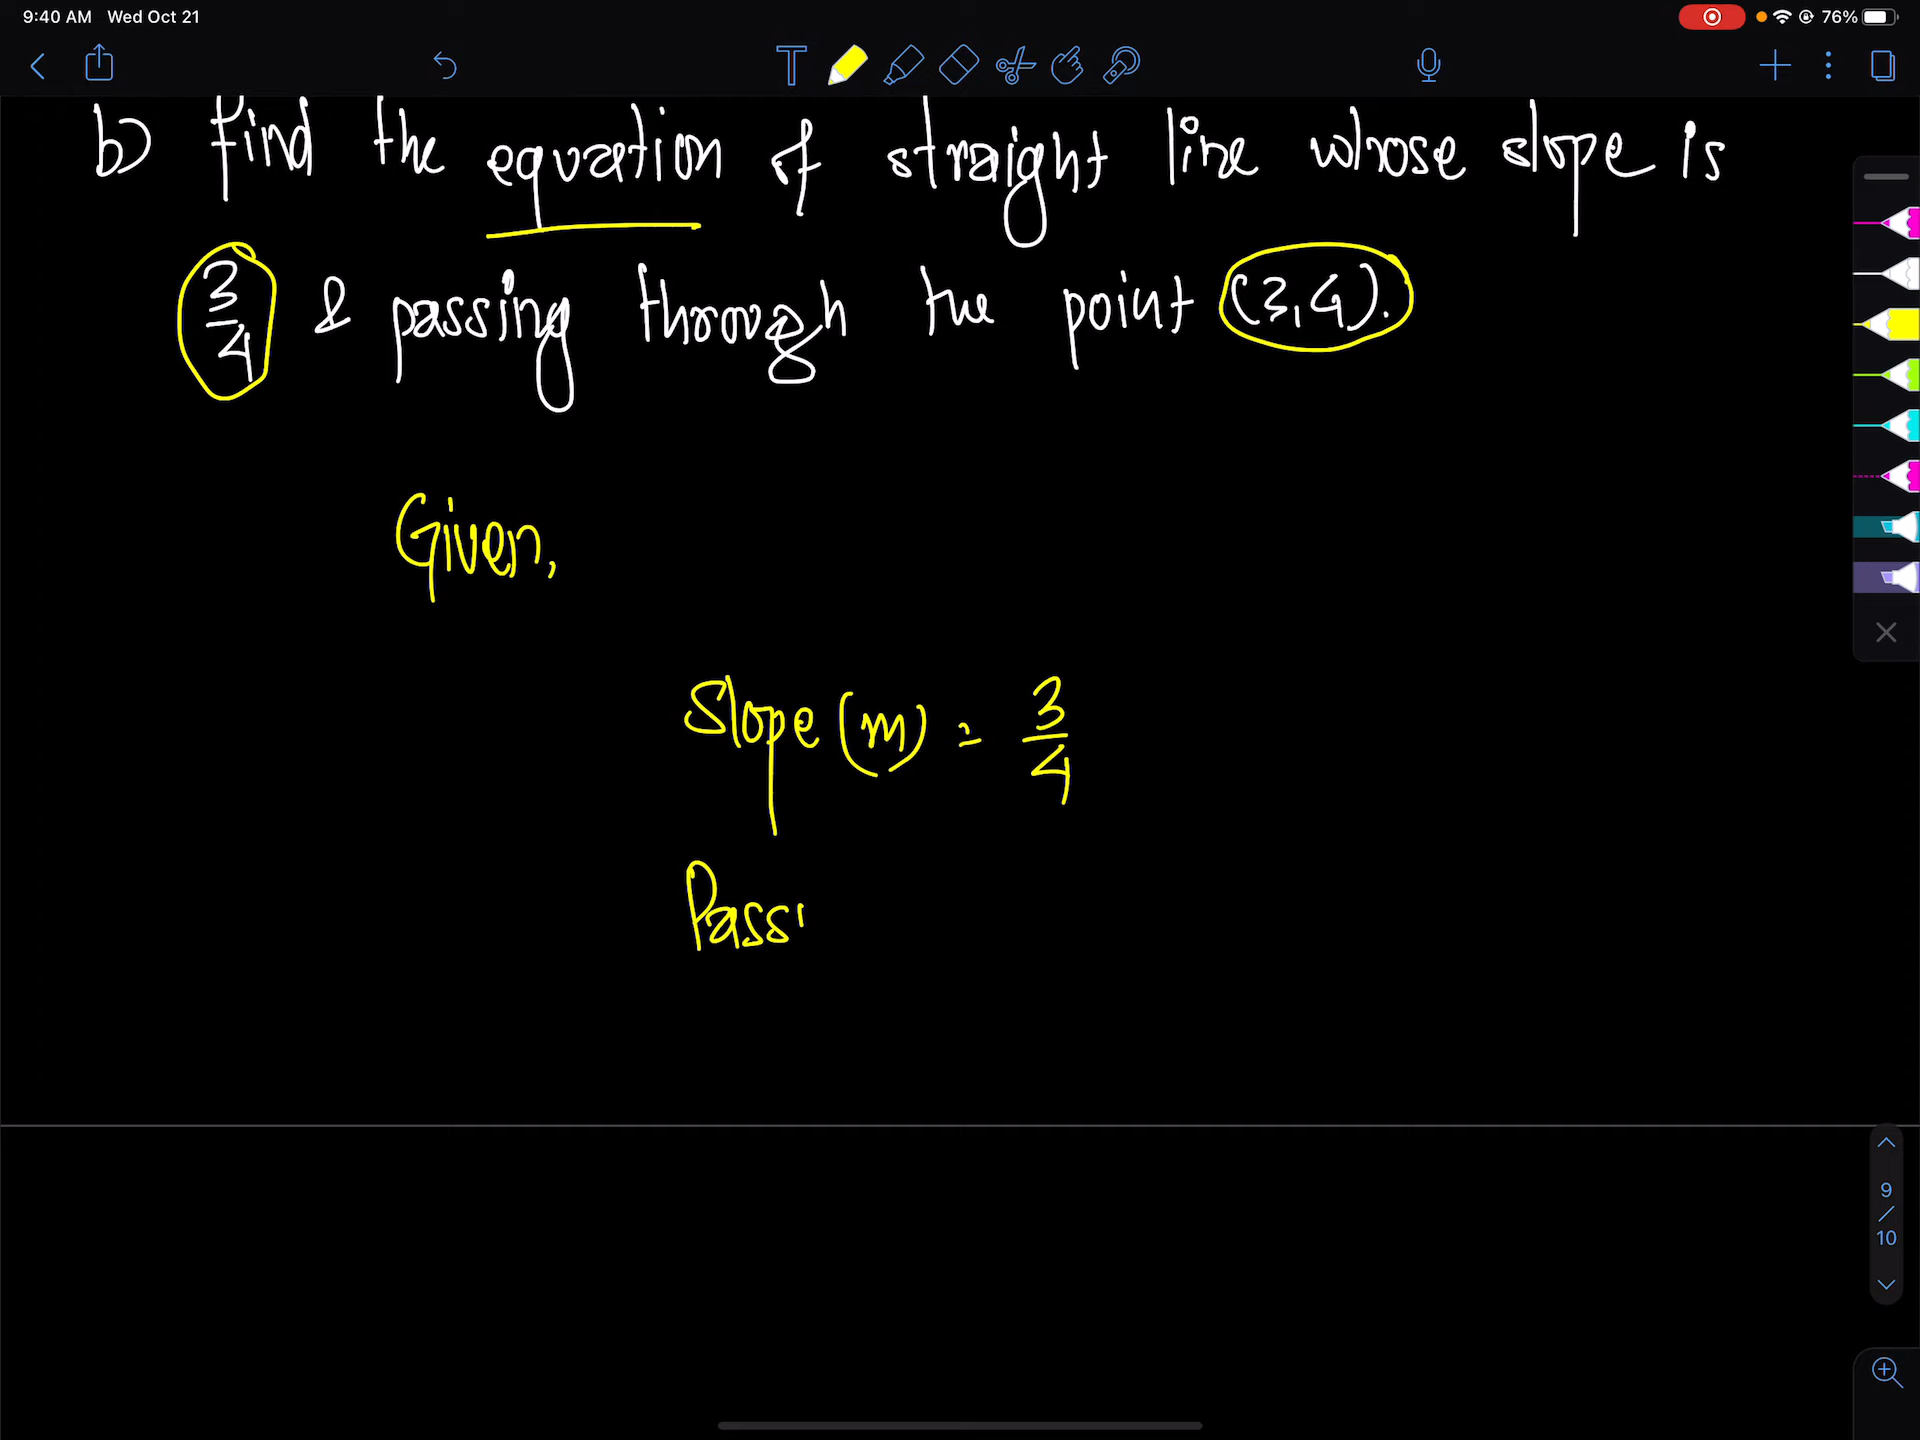 9:40 AM Wed Oct 21
76%
b) find the equation of straight line whose slope is
3/4 & passing through the point (3,4).
Given,
Slope (m) = 3/4
Passi
9
/
10